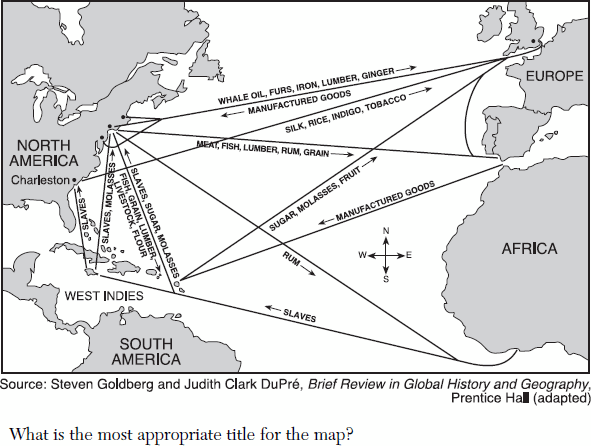 WHALE OIL, FURS, IRON, LUMBER, GINGER
EUROPE
MANUFACTURED GOODS
SILK, RICE, INDIGO, TOBACCO
NORTH
AMERICA
MEAT, FISH, LUMBER, RUM, GRAIN
Charleston
SLAVES
SLAVES, MOLASSES
FISH, GRAIN, LUMBER,
LIVESTOCK, FLOUR
SLAVES, SUGAR, MOLASSES
SUGAR, MOLASSES, FRUIT
MANUFACTURED GOODS
N
W E
S
AFRICA
RUM
WEST INDIES
SLAVES
SOUTH
AMERICA
Source: Steven Goldberg and Judith Clark DuPré, Brief Review in Global History and Geography,
Prentice Hall (adapted)
What is the most appropriate title for the map?